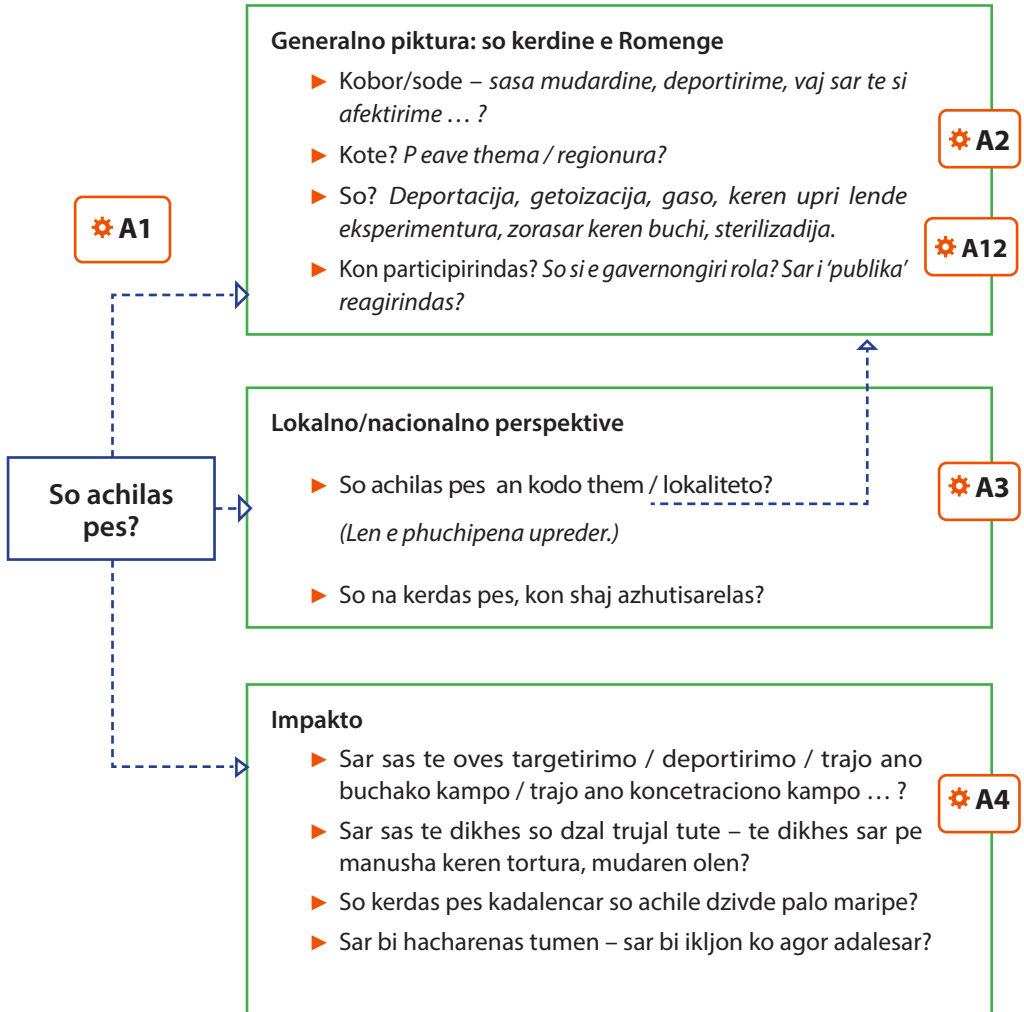 Generalno piktura: so kerdine e Romenge
► Kobor/sode – sasa mudardine, deportirime, vaj sar te si
afektirime … ?
► Kote? P eave thema / regionura?
► So? Deportacija, getoizacija, gaso, keren upri lende
eksperimentura, zorasar keren buchi, sterilizadija.
► Kon participirindas? So si e gavernongiri rola? Sar i ‘publika’
reagirindas?
A2
A12
A1
So achilas
pes?
Lokalno/nacionalno perspektive
► So achilas pes an kodo them / lokaliteto?
(Len e phuchipena upreder.)
► So na kerdas pes, kon shaj azhutisarelas?
A3
Impakto
► Sar sas te oves targetirimo / deportirimo / trajo ano
buchako kampo / trajo ano koncetraciono kampo … ?
► Sar sas te dikhes so dzal trujal tute – te dikhes sar pe
manusha keren tortura, mudaren olen?
► So kerdas pes kadalencar so achile dzivde palo maripe?
► Sar bi hacharenas tumen – sar bi ikljon ko agor adalesar?
A4